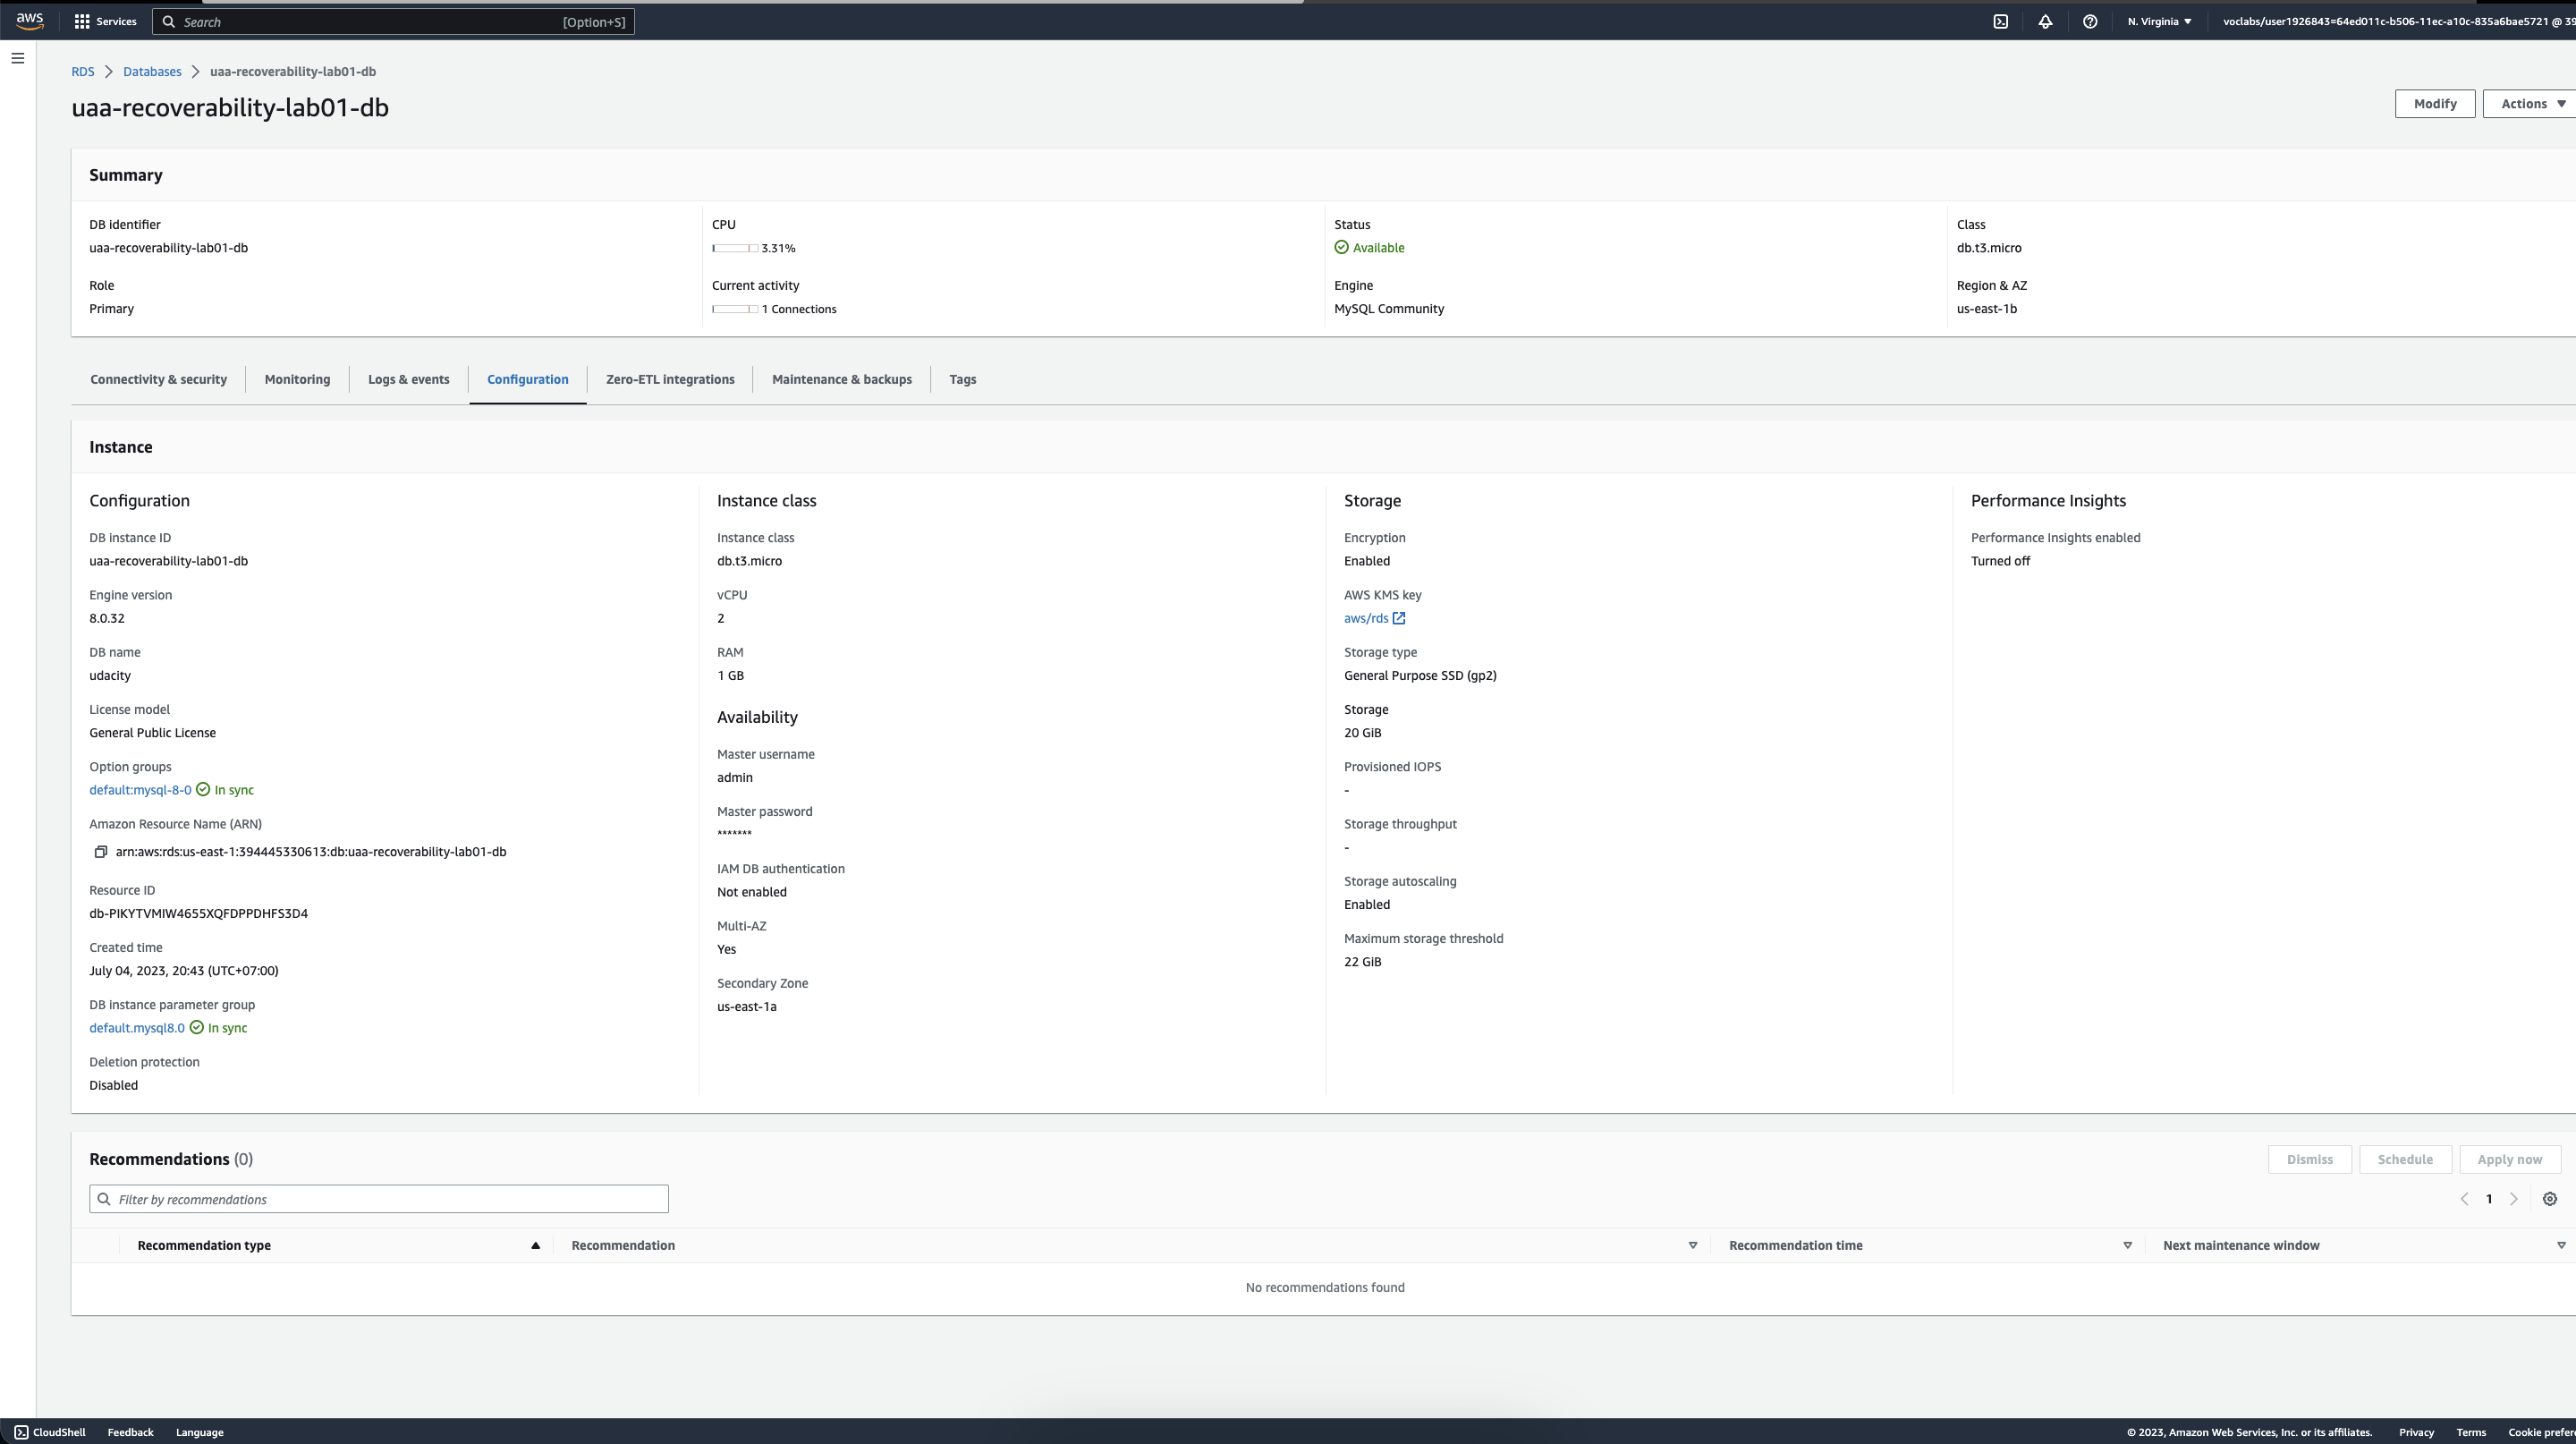 aws
Services
Search
[Option+S]
N. Virginia
voclabs/user1926843=64ed011c-b506-11ec-a10c-835a6bae5721 @ 39
RDS
Databases
uaa-recoverability-lab01-db
uaa-recoverability-lab01-db
Modify
Actions
Summary
DB identifier
uaa-recoverability-lab01-db
CPU
3.31%
Status
Available
Class
db.t3.micro
Role
Primary
Current activity
1 Connections
Engine
MySQL Community
Region & AZ
us-east-1b
Connectivity & security
Monitoring
Logs & events
Configuration
Zero-ETL integrations
Maintenance & backups
Tags
Instance
Configuration
DB instance ID
uaa-recoverability-lab01-db
Engine version
8.0.32
DB name
udacity
License model
General Public License
Option groups
default:mysql-8-0 In sync
Amazon Resource Name (ARN)
arn:aws:rds:us-east-1:394445330613:db:uaa-recoverability-lab01-db
Resource ID
db-PIKYTVMIW4655XQFDPPDHFS3D4
Created time
July 04, 2023, 20:43 (UTC+07:00)
DB instance parameter group
default.mysql8.0 In sync
Deletion protection
Disabled
Instance class
Instance class
db.t3.micro
vCPU
2
RAM
1 GB
Availability
Master username
admin
Master password
*******
IAM DB authentication
Not enabled
Multi-AZ
Yes
Secondary Zone
us-east-1a
Storage
Encryption
Enabled
AWS KMS key
aws/rds
Storage type
General Purpose SSD (gp2)
Storage
20 GiB
Provisioned IOPS
-
Storage throughput
-
Storage autoscaling
Enabled
Maximum storage threshold
22 GiB
Performance Insights
Performance Insights enabled
Turned off
Recommendations (0)
Dismiss
Schedule
Apply now
Filter by recommendations
1
Recommendation type
Recommendation
Recommendation time
Next maintenance window
No recommendations found
CloudShell
Feedback
Language
© 2023, Amazon Web Services, Inc. or its affiliates.
Privacy
Terms
Cookie prefer